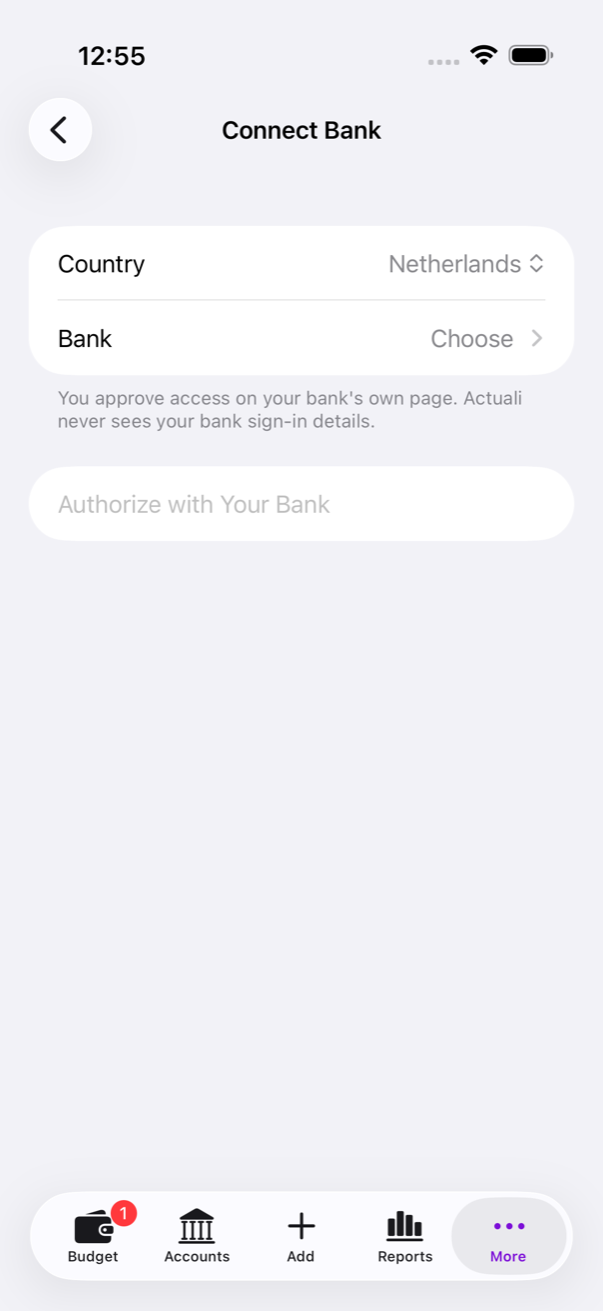 12:55
Connect Bank
Country Netherlands
Bank Choose
You approve access on your bank's own page. Actuali
never sees your bank sign-in details.
Authorize with Your Bank
1
Budget Accounts Add Reports More